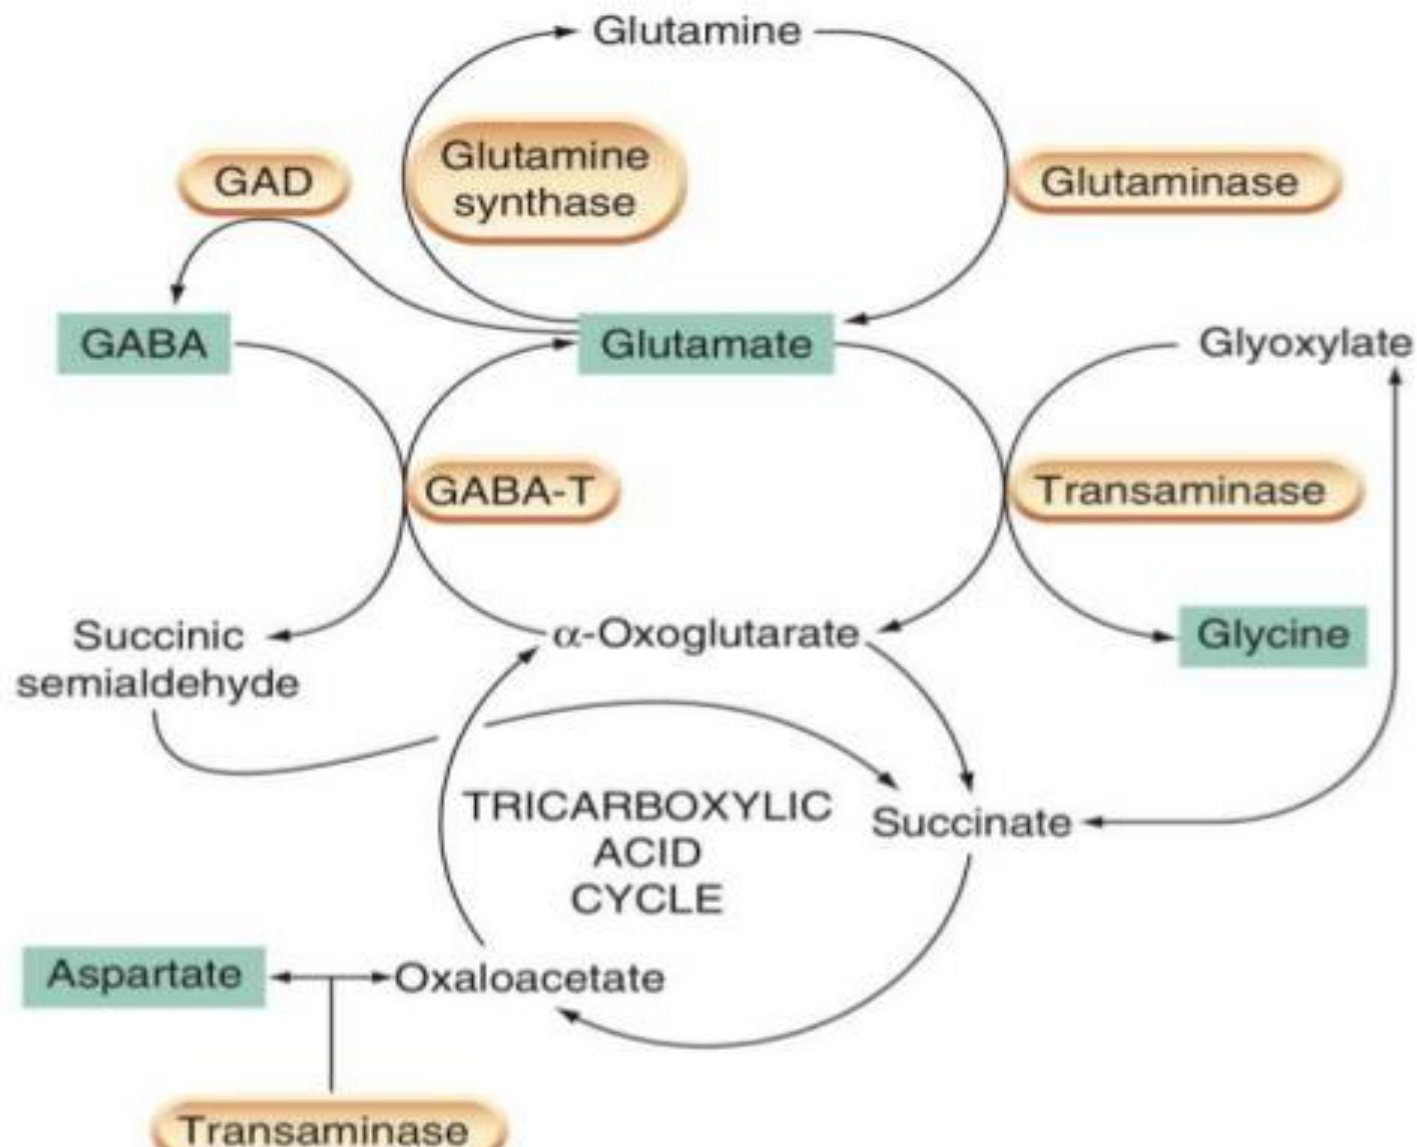 Glutamine
Glutamine
synthase
GAD
Glutaminase
GABA
Glutamate
Glyoxylate
GABA-T
Transaminase
Succinic
semialdehyde
α-Oxoglutarate
Glycine
TRICARBOXYLIC
ACID
CYCLE
Succinate
Aspartate
Oxaloacetate
Transaminase